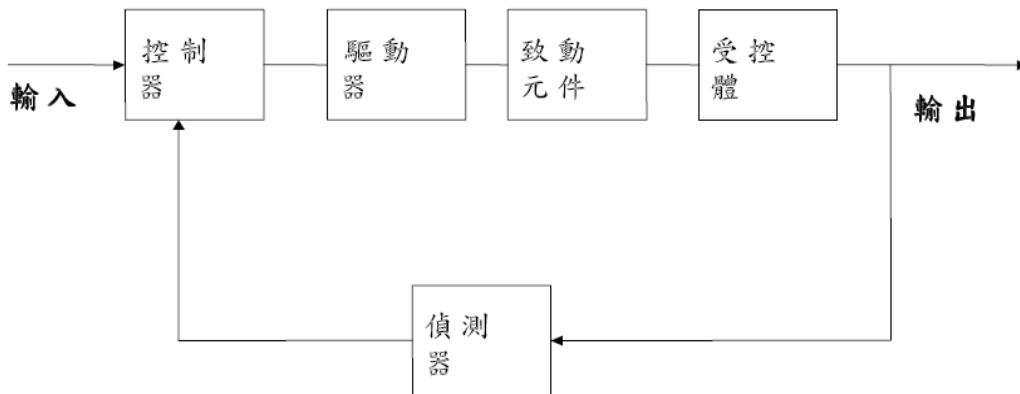 控制
器
驅動
器
致動
元件
受控
體
輸入
輸出
偵測
器